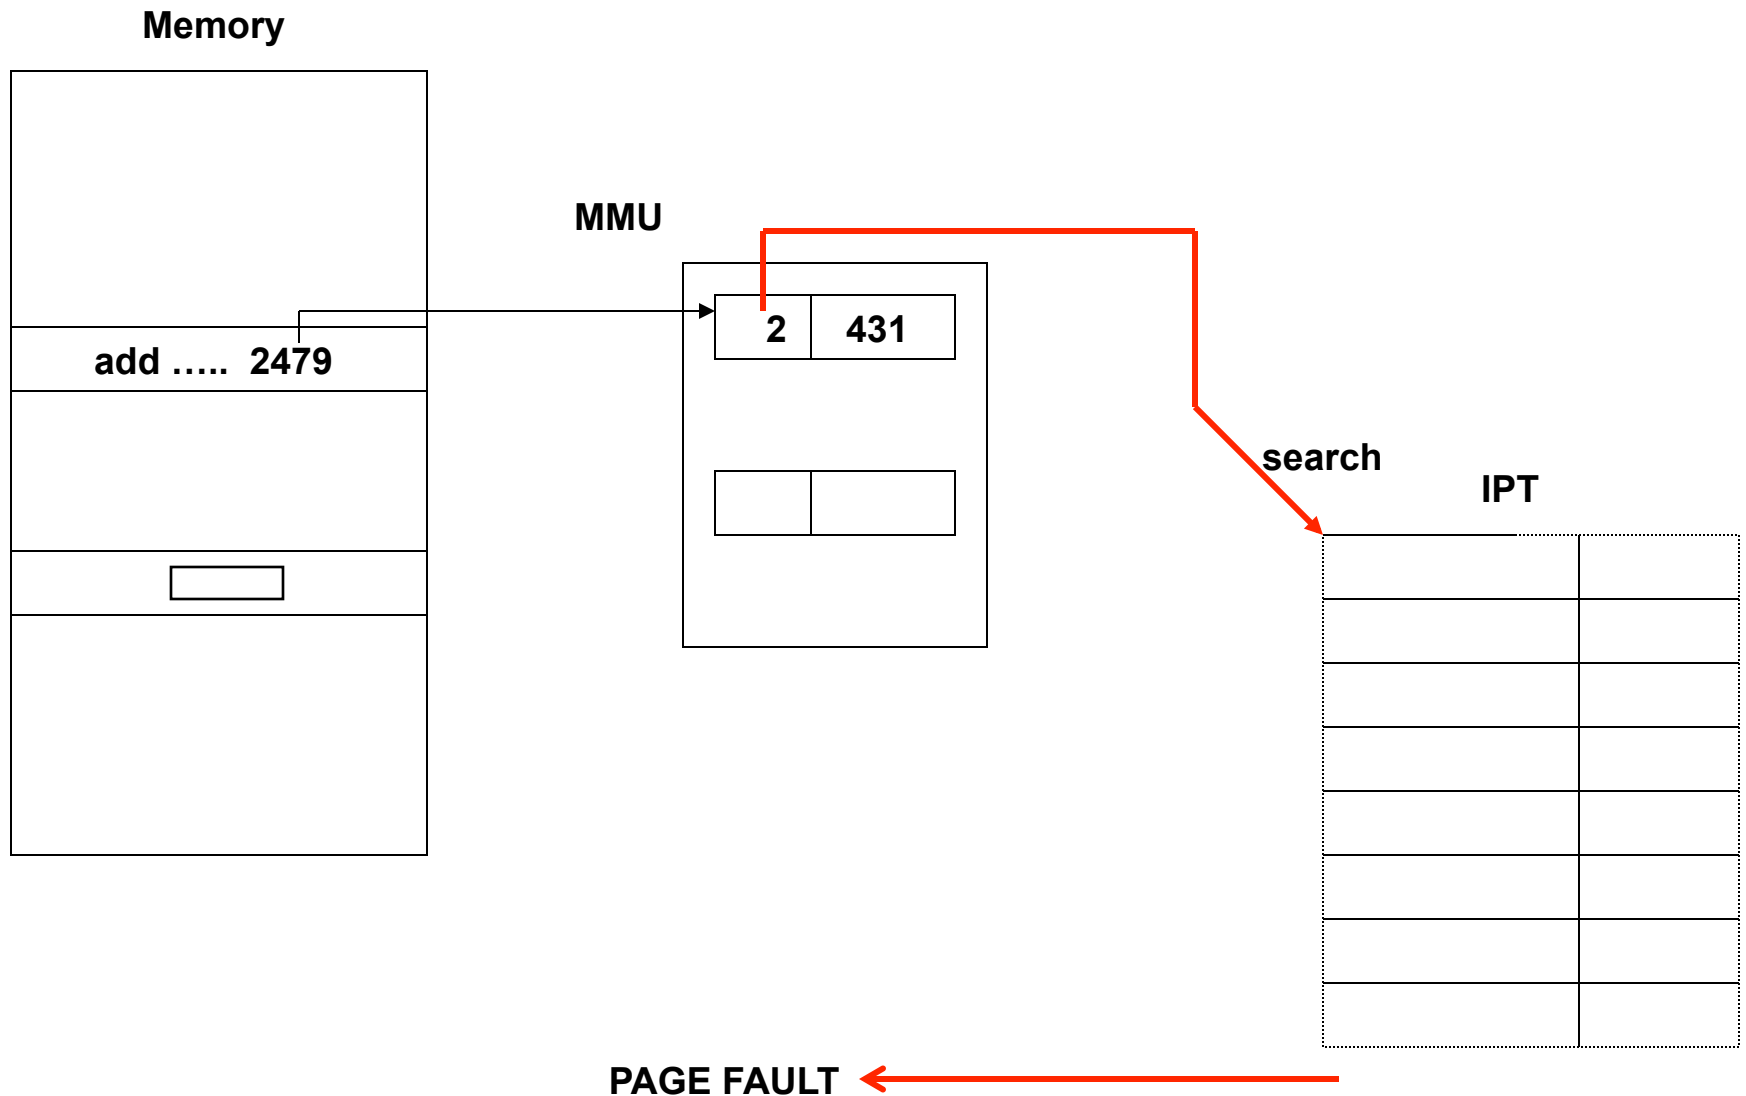 Memory
MMU
2 431
add ….. 2479
search
IPT
PAGE FAULT